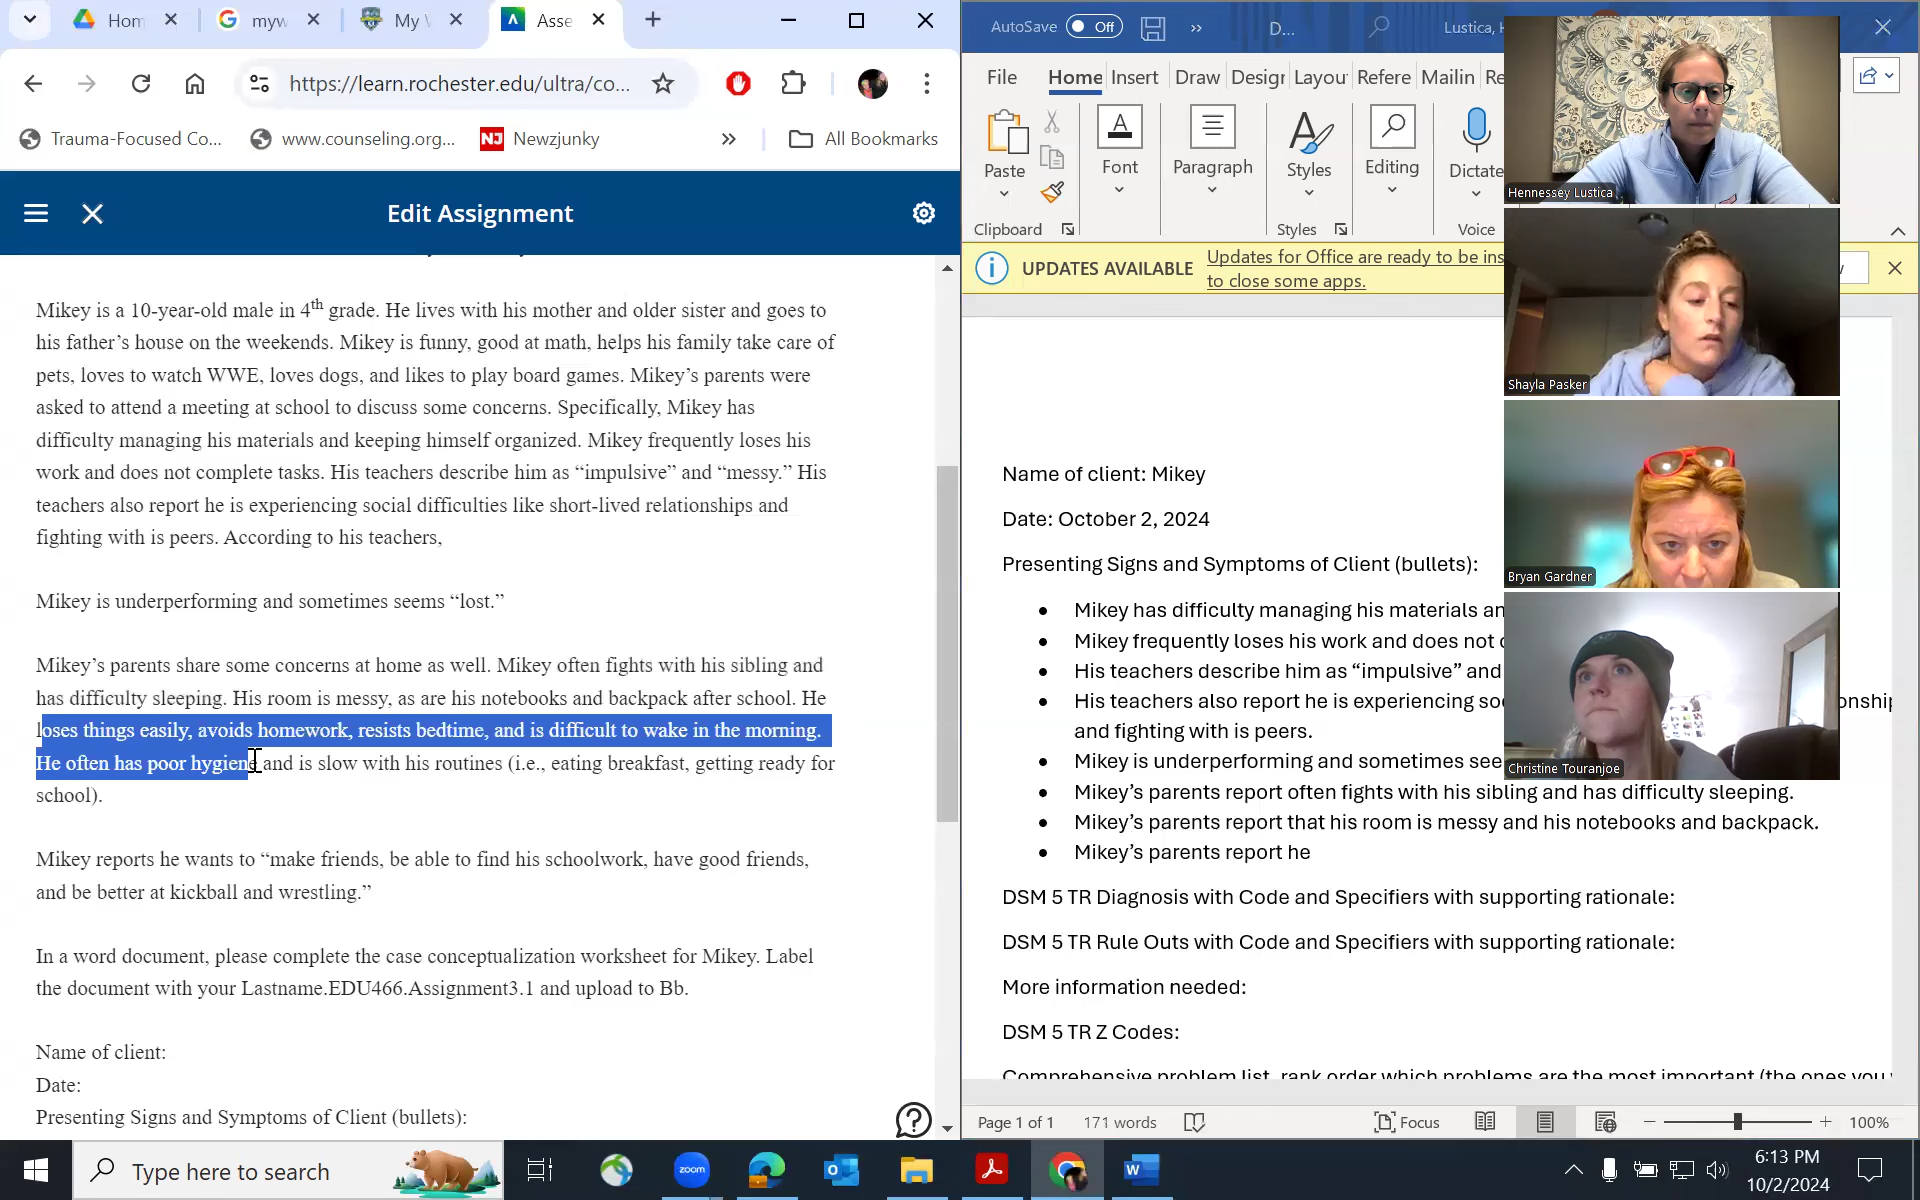 Hom
myw
My
Asse
https://learn.rochester.edu/ultra/co...
Trauma-Focused Co...
www.counseling.org...
NJ
Newzjunky
»
All Bookmarks
Edit Assignment
Mikey is a 10-year-old male in 4th grade. He lives with his mother and older sister and goes to
his father’s house on the weekends. Mikey is funny, good at math, helps his family take care of
pets, loves to watch WWE, loves dogs, and likes to play board games. Mikey’s parents were
asked to attend a meeting at school to discuss some concerns. Specifically, Mikey has
difficulty managing his materials and keeping himself organized. Mikey frequently loses his
work and does not complete tasks. His teachers describe him as “impulsive” and “messy.” His
teachers also report he is experiencing social difficulties like short-lived relationships and
fighting with is peers. According to his teachers,
Mikey is underperforming and sometimes seems “lost.”
Mikey’s parents share some concerns at home as well. Mikey often fights with his sibling and
has difficulty sleeping. His room is messy, as are his notebooks and backpack after school. He
loses things easily, avoids homework, resists bedtime, and is difficult to wake in the morning.
He often has poor hygiene and is slow with his routines (i.e., eating breakfast, getting ready for
school).
Mikey reports he wants to “make friends, be able to find his schoolwork, have good friends,
and be better at kickball and wrestling.”
In a word document, please complete the case conceptualization worksheet for Mikey. Label
the document with your Lastname.EDU466.Assignment3.1 and upload to Bb.
Name of client:
Date:
Presenting Signs and Symptoms of Client (bullets):
AutoSave Off » D... Lustica, H
File Home Insert Draw Design Layou Refere Mailin Re
Paste
Font
Paragraph
Styles
Editing
Dictate
Clipboard
Styles
Voice
UPDATES AVAILABLE
Updates for Office are ready to be ins
to close some apps.
Name of client: Mikey
Date: October 2, 2024
Presenting Signs and Symptoms of Client (bullets):
• Mikey has difficulty managing his materials an
• Mikey frequently loses his work and does not c
• His teachers describe him as “impulsive” and
• His teachers also report he is experiencing so onship
and fighting with is peers.
• Mikey is underperforming and sometimes see
• Mikey’s parents report often fights with his sibling and has difficulty sleeping.
• Mikey’s parents report that his room is messy and his notebooks and backpack.
• Mikey’s parents report he
DSM 5 TR Diagnosis with Code and Specifiers with supporting rationale:
DSM 5 TR Rule Outs with Code and Specifiers with supporting rationale:
More information needed:
DSM 5 TR Z Codes:
Comprehensive problem list, rank order which problems are the most important (the ones you
Page 1 of 1 171 words Focus 100%
Hennessey Lustica
Shayla Pasker
Bryan Gardner
Christine Touranjoe
Type here to search
zoom
6:13 PM
10/2/2024